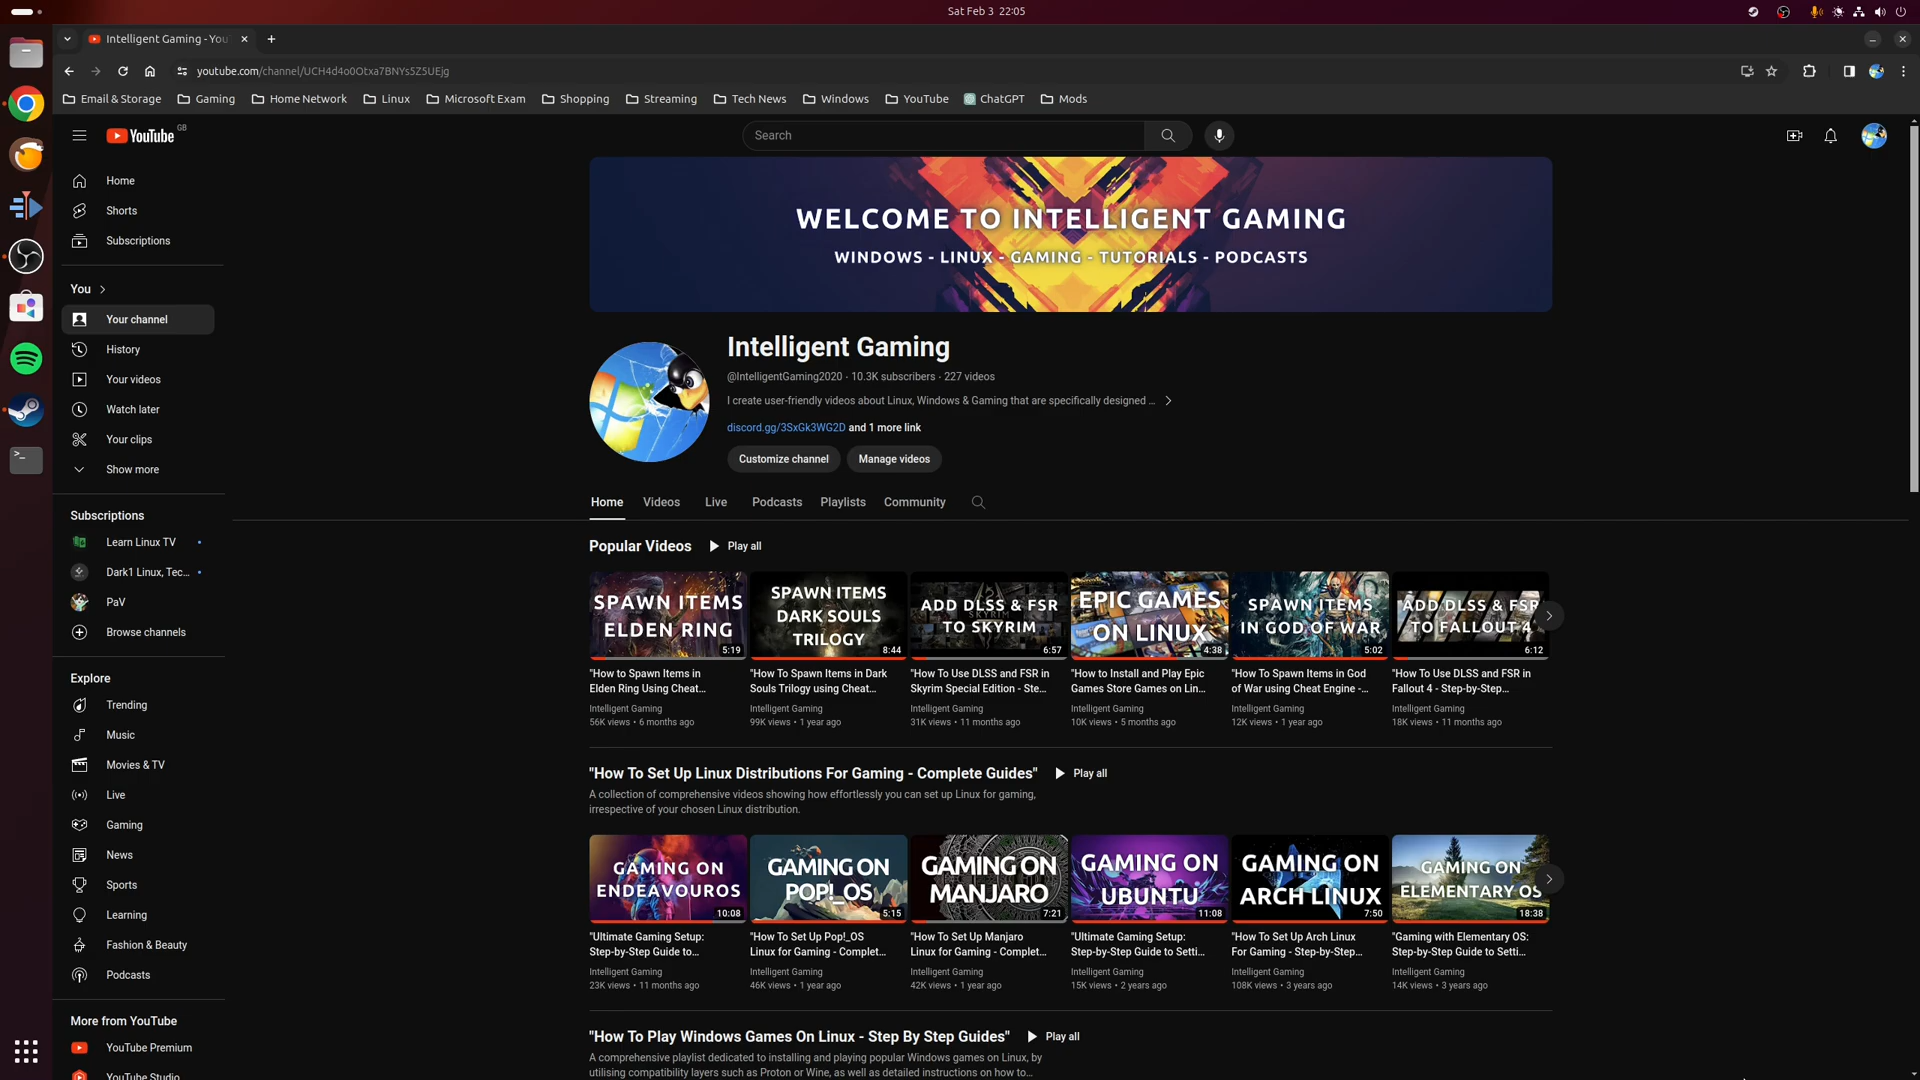 Sat Feb 3 22:05
Intelligent Gaming - You
youtube.com/channel/UCH4d4o0Otxa7BNYs5Z5UEjg
Email & Storage
Gaming
Home Network
Linux
Microsoft Exam
Shopping
Streaming
Tech News
Windows
YouTube
ChatGPT
Mods
YouTube GB
Search
Home
Shorts
Subscriptions
You
Your channel
History
Your videos
Watch later
Your clips
Show more
Subscriptions
Learn Linux TV
Dark1 Linux, Tec...
PaV
Browse channels
Explore
Trending
Music
Movies & TV
Live
Gaming
News
Sports
Learning
Fashion & Beauty
Podcasts
More from YouTube
YouTube Premium
YouTube Studio
WELCOME TO INTELLIGENT GAMING
WINDOWS - LINUX - GAMING - TUTORIALS - PODCASTS
Intelligent Gaming
@IntelligentGaming2020 · 10.3K subscribers · 227 videos
I create user-friendly videos about Linux, Windows & Gaming that are specifically designed ...
discord.gg/3SxGk3WG2D and 1 more link
Customize channel
Manage videos
Home
Videos
Live
Podcasts
Playlists
Community
Popular Videos
Play all
SPAWN ITEMS
ELDEN RING
5:19
"How to Spawn Items in
Elden Ring Using Cheat...
Intelligent Gaming
56K views • 6 months ago
SPAWN ITEMS
DARK SOULS
TRILOGY
8:44
"How To Spawn Items in Dark
Souls Trilogy using Cheat...
Intelligent Gaming
99K views • 1 year ago
ADD DLSS & FSR
TO SKYRIM
6:57
"How To Use DLSS and FSR in
Skyrim Special Edition - Ste...
Intelligent Gaming
31K views • 11 months ago
EPIC GAMES
ON LINUX
4:38
"How to Install and Play Epic
Games Store Games on Lin...
Intelligent Gaming
10K views • 5 months ago
SPAWN ITEMS
IN GOD OF WAR
5:02
"How To Spawn Items in God
of War using Cheat Engine -...
Intelligent Gaming
12K views • 1 year ago
ADD DLSS & FSR
TO FALLOUT 4
6:12
"How To Use DLSS and FSR in
Fallout 4 - Step-by-Step...
Intelligent Gaming
18K views • 11 months ago
"How To Set Up Linux Distributions For Gaming - Complete Guides"
Play all
A collection of comprehensive videos showing how effortlessly you can set up Linux for gaming,
irrespective of your chosen Linux distribution.
GAMING ON
ENDEAVOUROS
10:08
"Ultimate Gaming Setup:
Step-by-Step Guide to...
Intelligent Gaming
23K views • 11 months ago
GAMING ON
POP!_OS
5:15
"How To Set Up Pop!_OS
Linux for Gaming - Complet...
Intelligent Gaming
46K views • 1 year ago
GAMING ON
MANJARO
7:21
"How To Set Up Manjaro
Linux for Gaming - Complet...
Intelligent Gaming
42K views • 1 year ago
GAMING ON
UBUNTU
11:08
"Ultimate Gaming Setup:
Step-by-Step Guide to Setti...
Intelligent Gaming
15K views • 2 years ago
GAMING ON
ARCH LINUX
7:50
"How To Set Up Arch Linux
For Gaming - Step-by-Step...
Intelligent Gaming
108K views • 3 years ago
GAMING ON
ELEMENTARY OS
18:38
"Gaming with Elementary OS:
Step-by-Step Guide to Setti...
Intelligent Gaming
14K views • 3 years ago
"How To Play Windows Games On Linux - Step By Step Guides"
Play all
A comprehensive playlist dedicated to installing and playing popular Windows games on Linux, by
utilising compatibility layers such as Proton or Wine, as well as detailed instructions on how to...